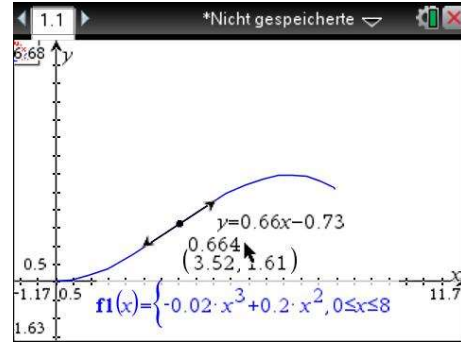 1.1 *Nicht gespeicherte
6.68 y
y=0.66x−0.73
0.664
(3.52, 1.61)
0.5 x
-1.17 0.5 11.7
f1(x)={-0.02·x³+0.2·x²,0≤x≤8
1.63